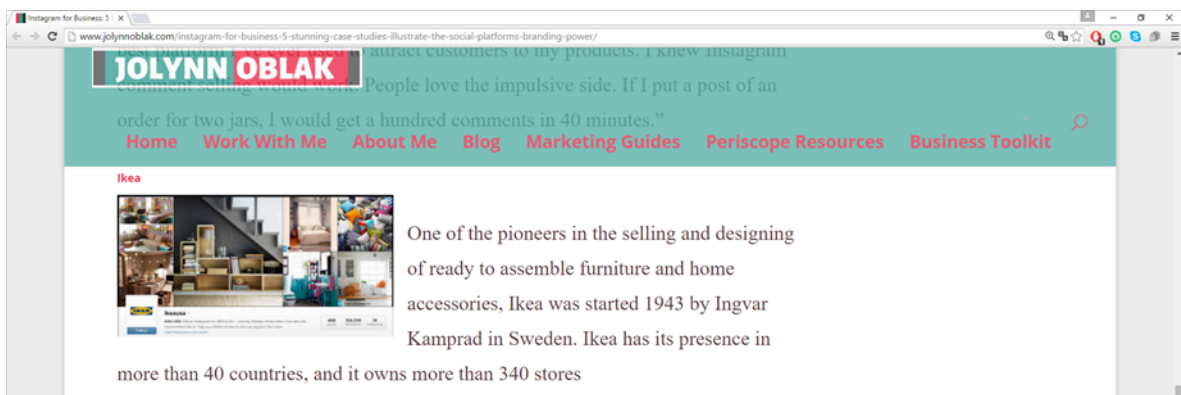 Instagram for Business: 5 S
www.jolynnoblak.com/instagram-for-business-5-stunning-case-studies-illustrate-the-social-platforms-branding-power/
best platform I've ever used to attract customers to my products. I knew Instagram
JOLYNN OBLAK
comment selling would work. People love the impulsive side. If I put a post of an
order for two jars, I would get a hundred comments in 40 minutes.”
Home Work With Me About Me Blog Marketing Guides Periscope Resources Business Toolkit
Ikea
One of the pioneers in the selling and designing
of ready to assemble furniture and home
accessories, Ikea was started 1943 by Ingvar
Kamprad in Sweden. Ikea has its presence in
IKEA
ikeausa
Follow
more than 40 countries, and it owns more than 340 stores